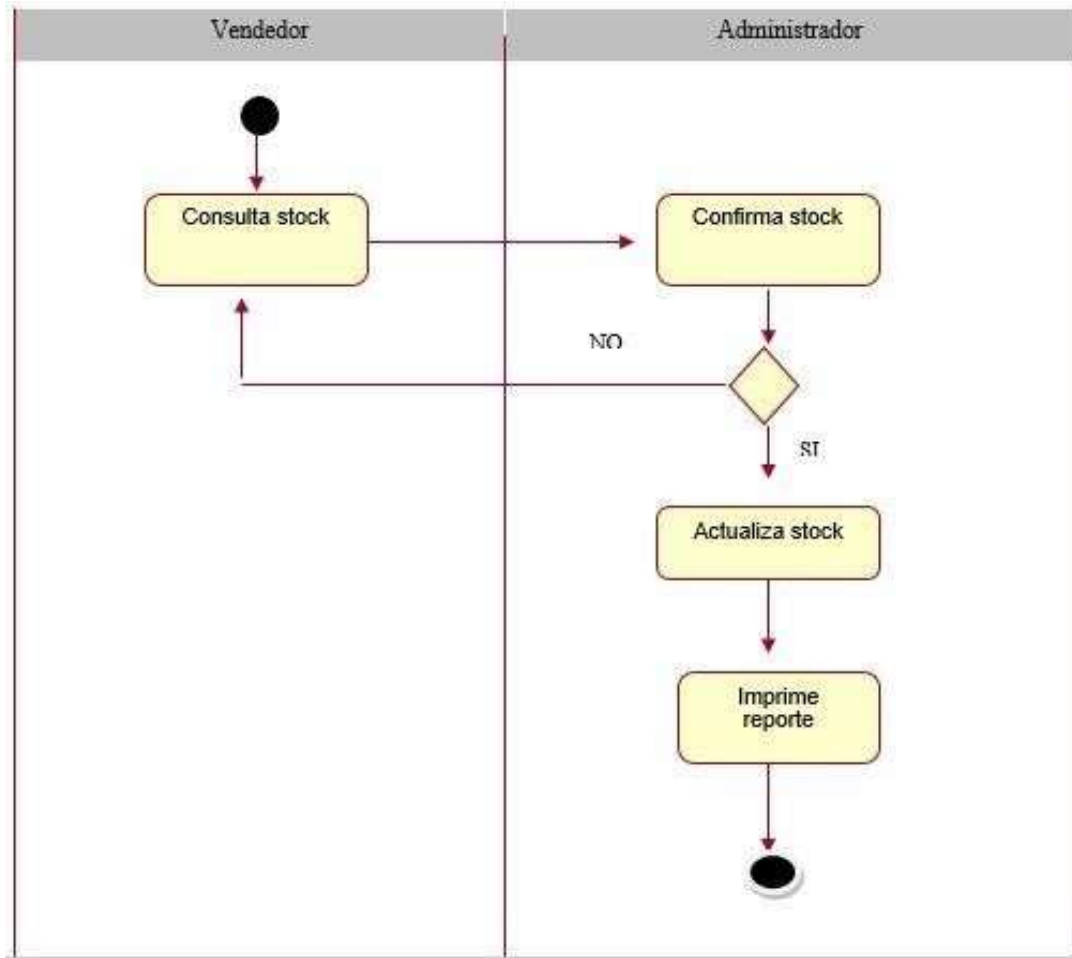 Vendedor
Administrador
Consulta stock
Confirma stock
NO
SI
Actualiza stock
Imprime
reporte